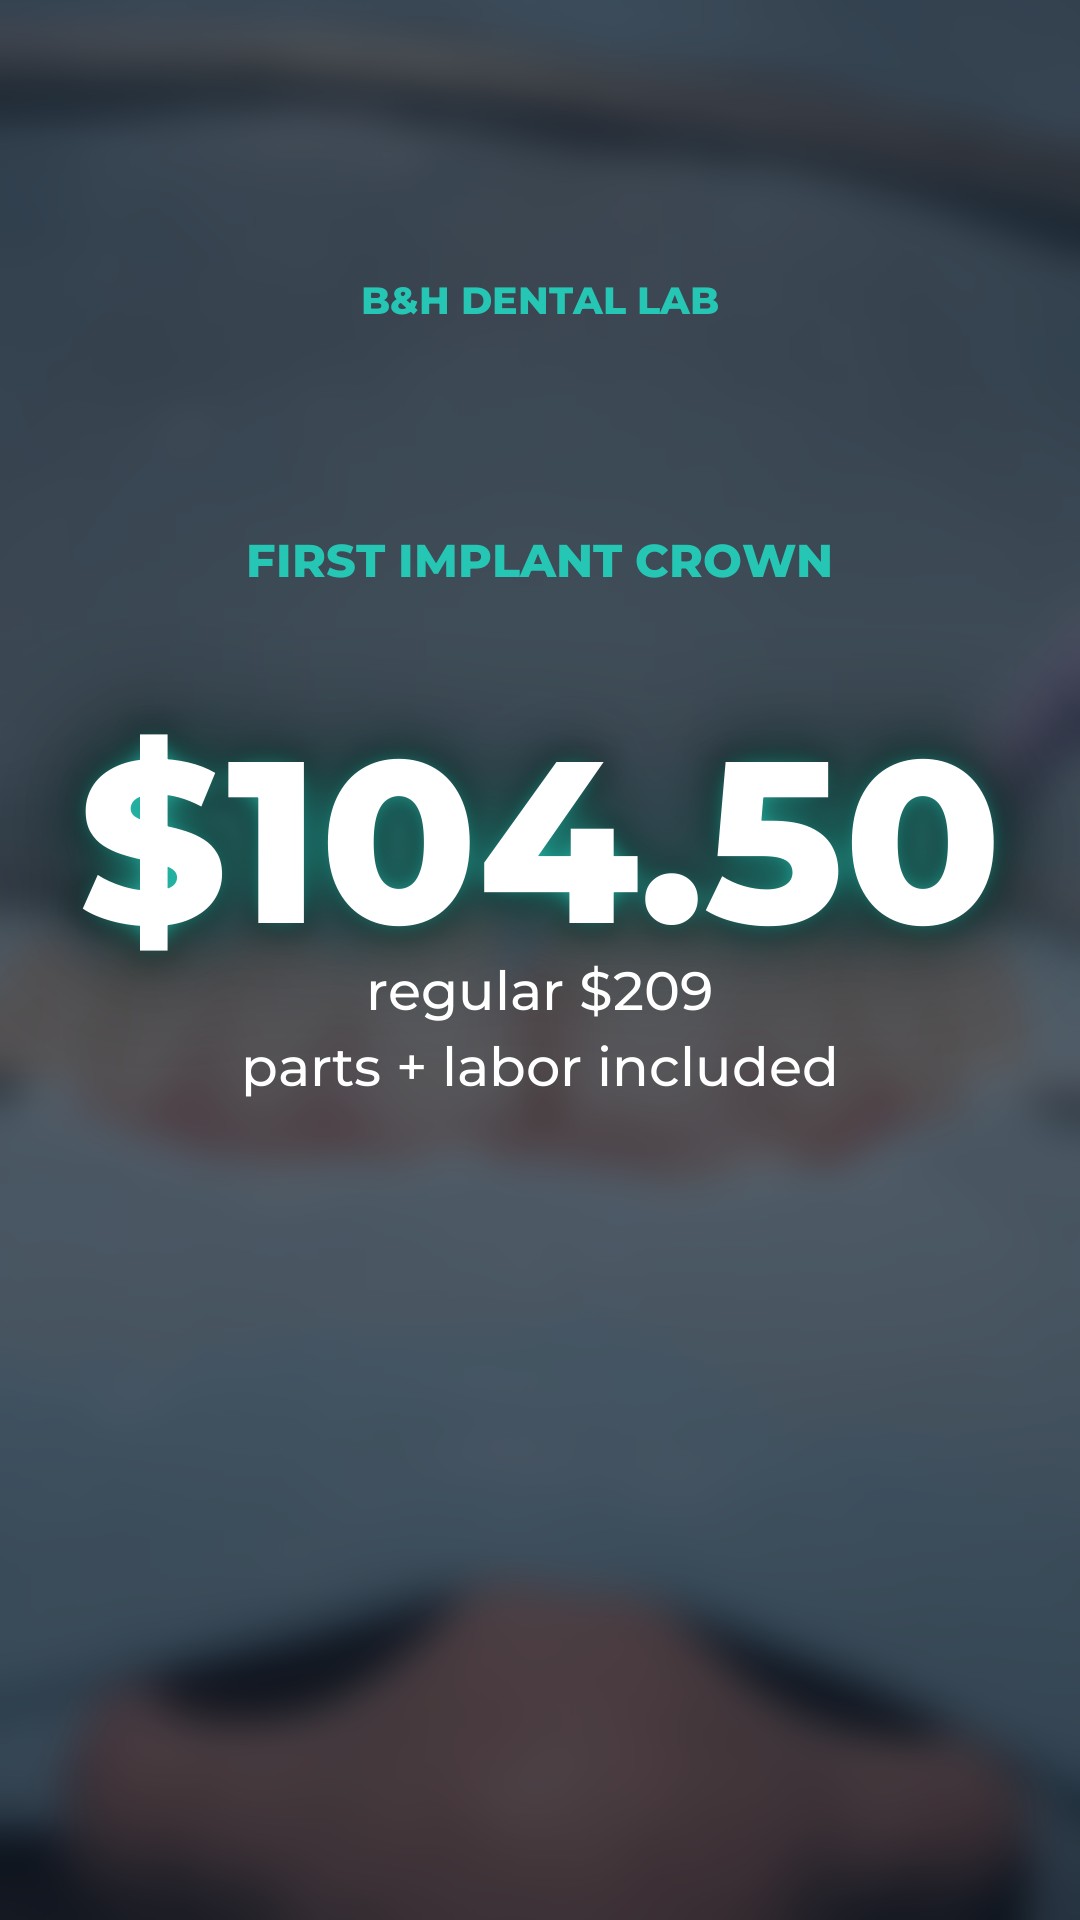 B&H DENTAL LAB
FIRST IMPLANT CROWN
$104.50
regular $209
parts + labor included